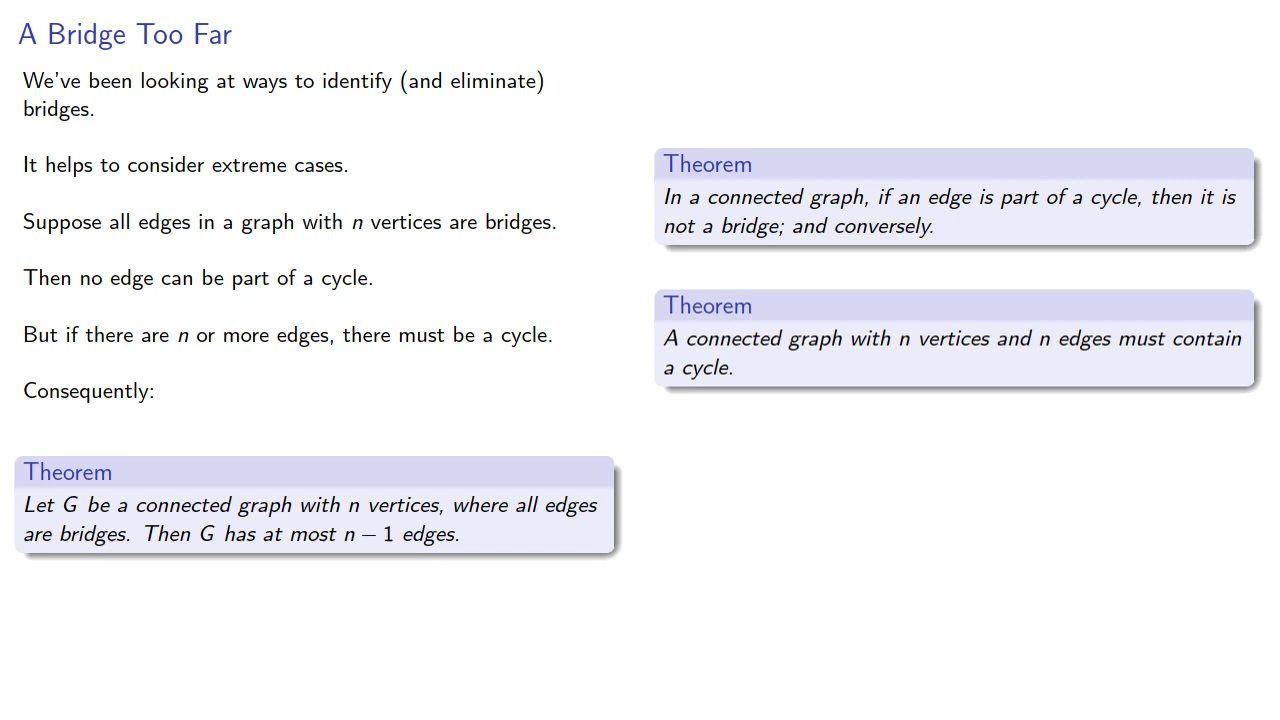 A Bridge Too Far
We've been looking at ways to identify (and eliminate)
bridges.
It helps to consider extreme cases.
Suppose all edges in a graph with n vertices are bridges.
Then no edge can be part of a cycle.
But if there are n or more edges, there must be a cycle.
Consequently:
Theorem
Let G be a connected graph with n vertices, where all edges
are bridges. Then G has at most n − 1 edges.
Theorem
In a connected graph, if an edge is part of a cycle, then it is
not a bridge; and conversely.
Theorem
A connected graph with n vertices and n edges must contain
a cycle.